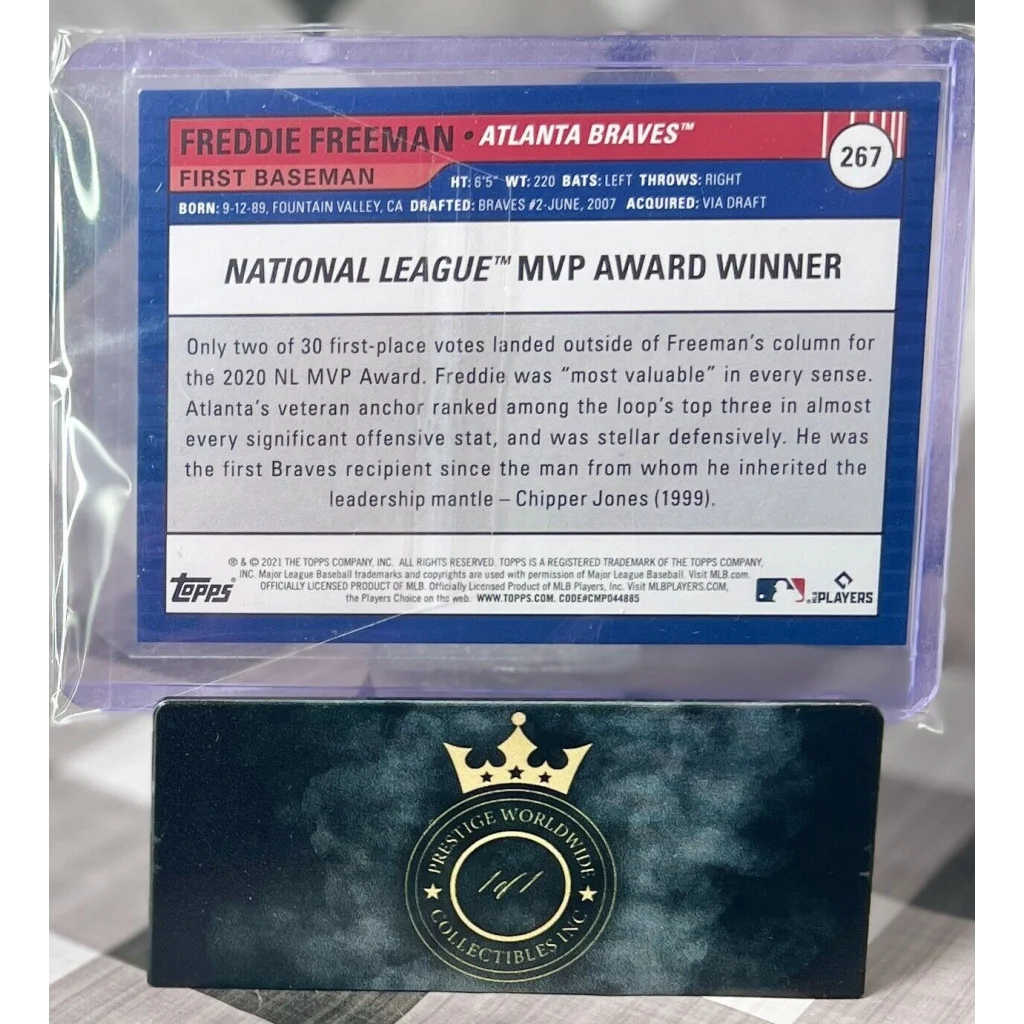 FREDDIE FREEMAN • ATLANTA BRAVES™
267
FIRST BASEMAN
HT: 6'5" WT: 220 BATS: LEFT THROWS: RIGHT
BORN: 9-12-89, FOUNTAIN VALLEY, CA DRAFTED: BRAVES #2-JUNE, 2007 ACQUIRED: VIA DRAFT
NATIONAL LEAGUE™ MVP AWARD WINNER
Only two of 30 first-place votes landed outside of Freeman's column for
the 2020 NL MVP Award. Freddie was "most valuable" in every sense.
Atlanta's veteran anchor ranked among the loop's top three in almost
every significant offensive stat, and was stellar defensively. He was
the first Braves recipient since the man from whom he inherited the
leadership mantle – Chipper Jones (1999).
® & © 2021 THE TOPPS COMPANY, INC. ALL RIGHTS RESERVED. TOPPS IS A REGISTERED TRADEMARK OF THE TOPPS COMPANY,
INC. Major League Baseball trademarks and copyrights are used with permission of Major League Baseball. Visit MLB.com.
OFFICIALLY LICENSED PRODUCT OF MLB. Officially Licensed Product of MLB Players, Inc. Visit MLBPLAYERS.COM,
the Players Choice on the web. WWW.TOPPS.COM. CODE#CMP044885
Topps®
PLAYERS
PRESTIGE WORLDWIDE
1 of 1
COLLECTIBLES INC